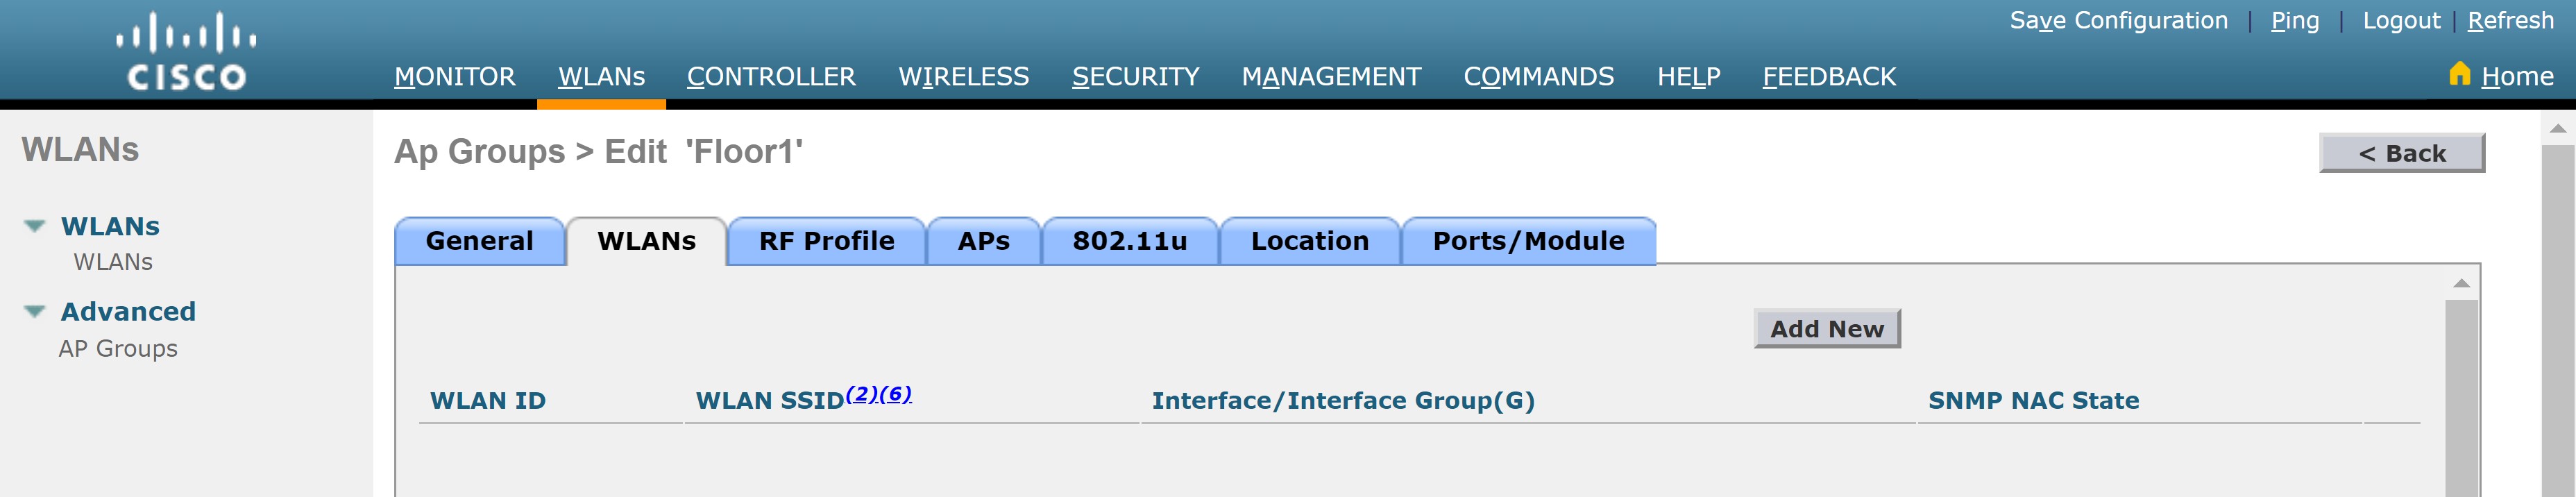 Save Configuration | Ping | Logout | Refresh
CISCO
MONITOR WLANs CONTROLLER WIRELESS SECURITY MANAGEMENT COMMANDS HELP FEEDBACK Home
WLANs
WLANs
WLANs
Advanced
AP Groups
Ap Groups > Edit 'Floor1'
< Back
General WLANs RF Profile APs 802.11u Location Ports/Module
Add New
WLAN ID WLAN SSID(2)(6) Interface/Interface Group(G) SNMP NAC State